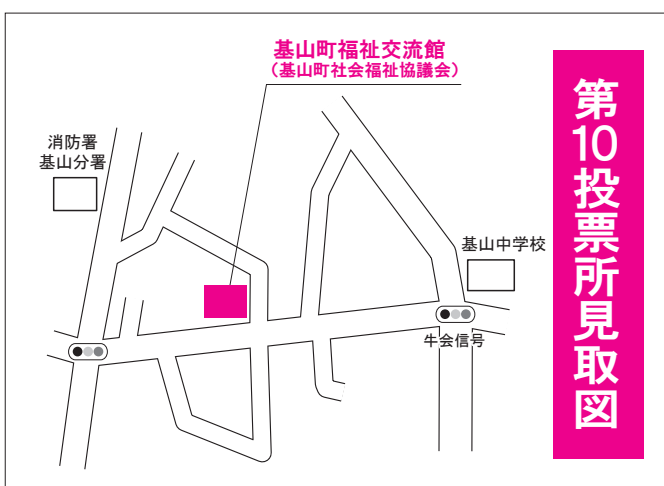 基山町福祉交流館
（基山町社会福祉協議会）
第10投票所見取図
消防署
基山分署
基山中学校
牛会信号